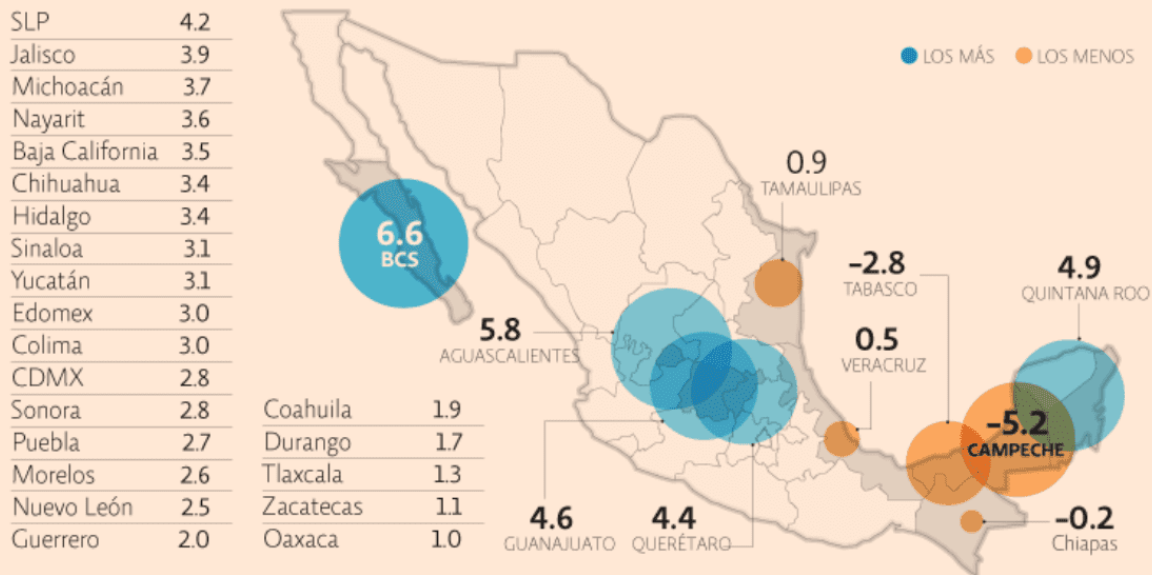 SLP 4.2
Jalisco 3.9
Michoacán 3.7
Nayarit 3.6
Baja California 3.5
Chihuahua 3.4
Hidalgo 3.4
Sinaloa 3.1
Yucatán 3.1
Edomex 3.0
Colima 3.0
CDMX 2.8
Sonora 2.8
Puebla 2.7
Morelos 2.6
Nuevo León 2.5
Guerrero 2.0
Coahuila 1.9
Durango 1.7
Tlaxcala 1.3
Zacatecas 1.1
Oaxaca 1.0
LOS MÁS
LOS MENOS
6.6
BCS
0.9
TAMAULIPAS
–2.8
TABASCO
4.9
QUINTANA ROO
5.8
AGUASCALIENTES
0.5
VERACRUZ
–5.2
CAMPECHE
4.6
GUANAJUATO
4.4
QUERÉTARO
–0.2
Chiapas